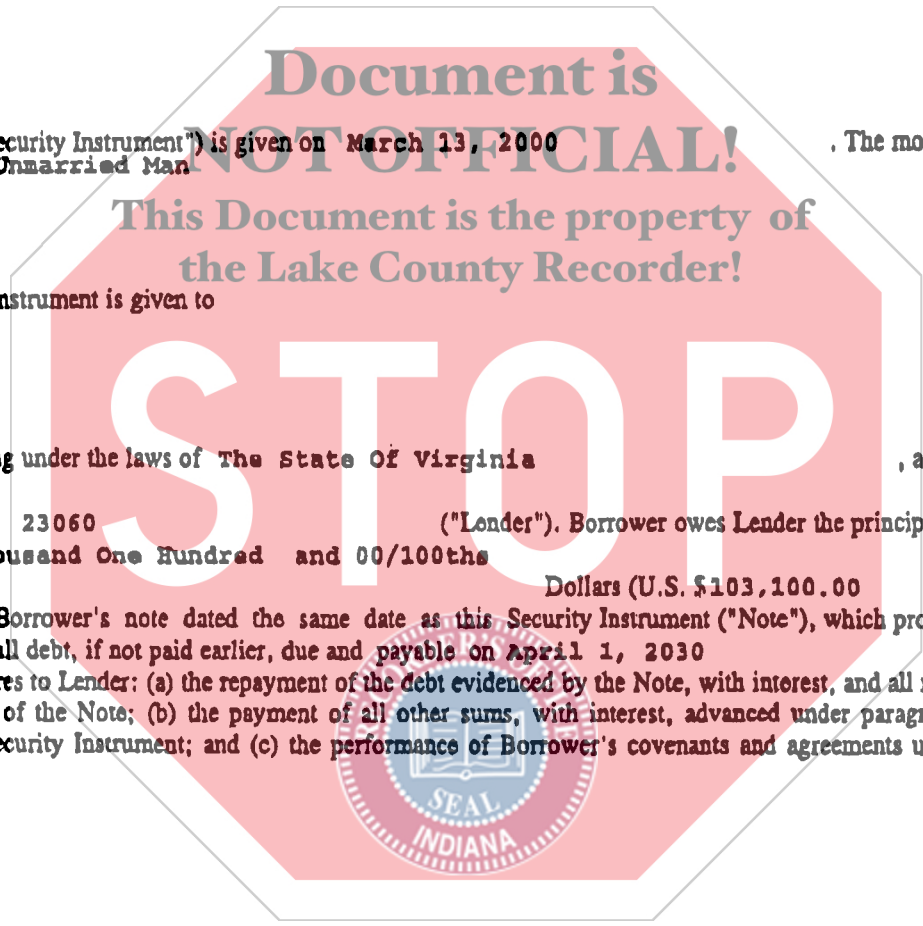 Document is
ecurity Instrument") is given on March 13, 2000 . The mo
NOT OFFICIAL!
Unmarried Man
This Document is the property of
the Lake County Recorder!
nstrument is given to
STOP
g under the laws of The State Of Virginia , a
23060 ("Lender"). Borrower owes Lender the princip
ousand One Hundred and 00/100ths
Dollars (U.S. $103,100.00
Borrower's note dated the same date as this Security Instrument ("Note"), which pro
ll debt, if not paid earlier, due and payable on April 1, 2030
res to Lender: (a) the repayment of the debt evidenced by the Note, with interest, and all
of the Note; (b) the payment of all other sums, with interest, advanced under paragr
ecurity Instrument; and (c) the performance of Borrower's covenants and agreements u
SEAL
INDIANA